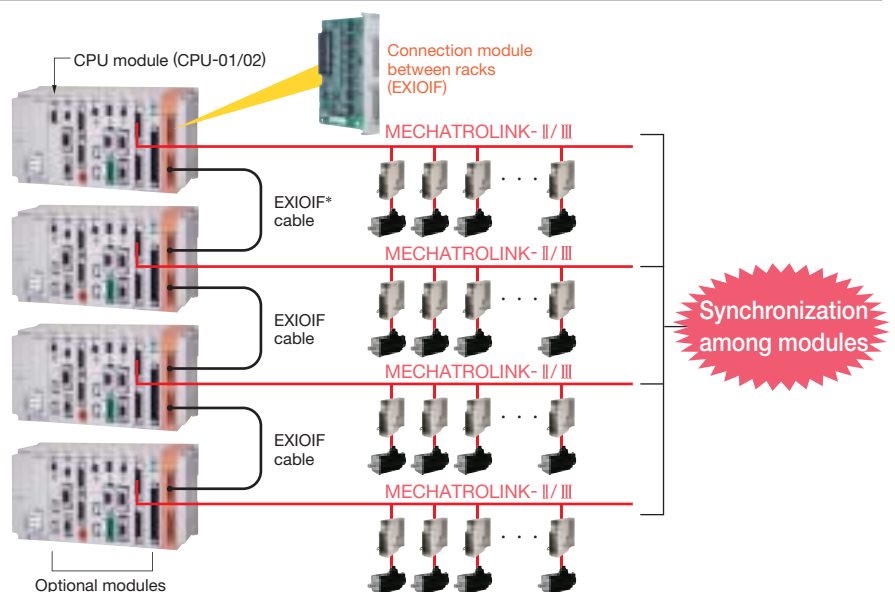 CPU module (CPU-01/02)
Connection module
between racks
(EXIOIF)
MECHATROLINK-Ⅱ/Ⅲ
EXIOIF*
cable
MECHATROLINK-Ⅱ/Ⅲ
EXIOIF
cable
Synchronization
among modules
MECHATROLINK-Ⅱ/Ⅲ
EXIOIF
cable
MECHATROLINK-Ⅱ/Ⅲ
Optional modules